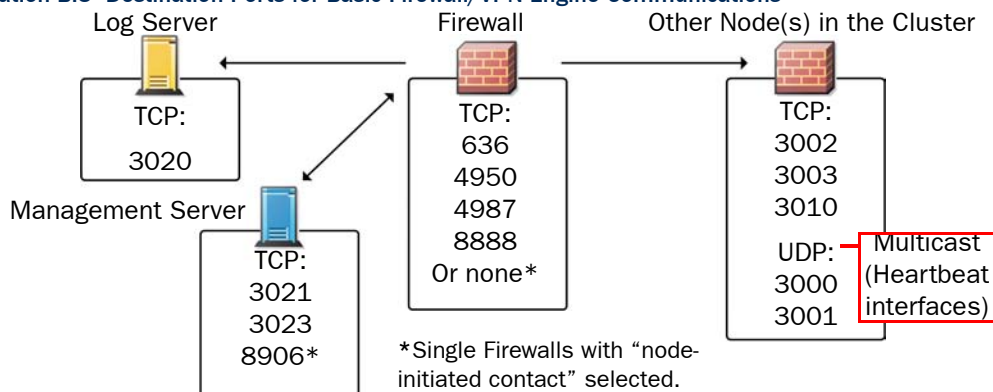 Log Server
Firewall
Other Node(s) in the Cluster
TCP:
3020
Management Server
TCP:
3021
3023
8906*
TCP:
636
4950
4987
8888
Or none*
*Single Firewalls with “node-
initiated contact” selected.
TCP:
3002
3003
3010
UDP:
3000
3001
Multicast
(Heartbeat
interfaces)